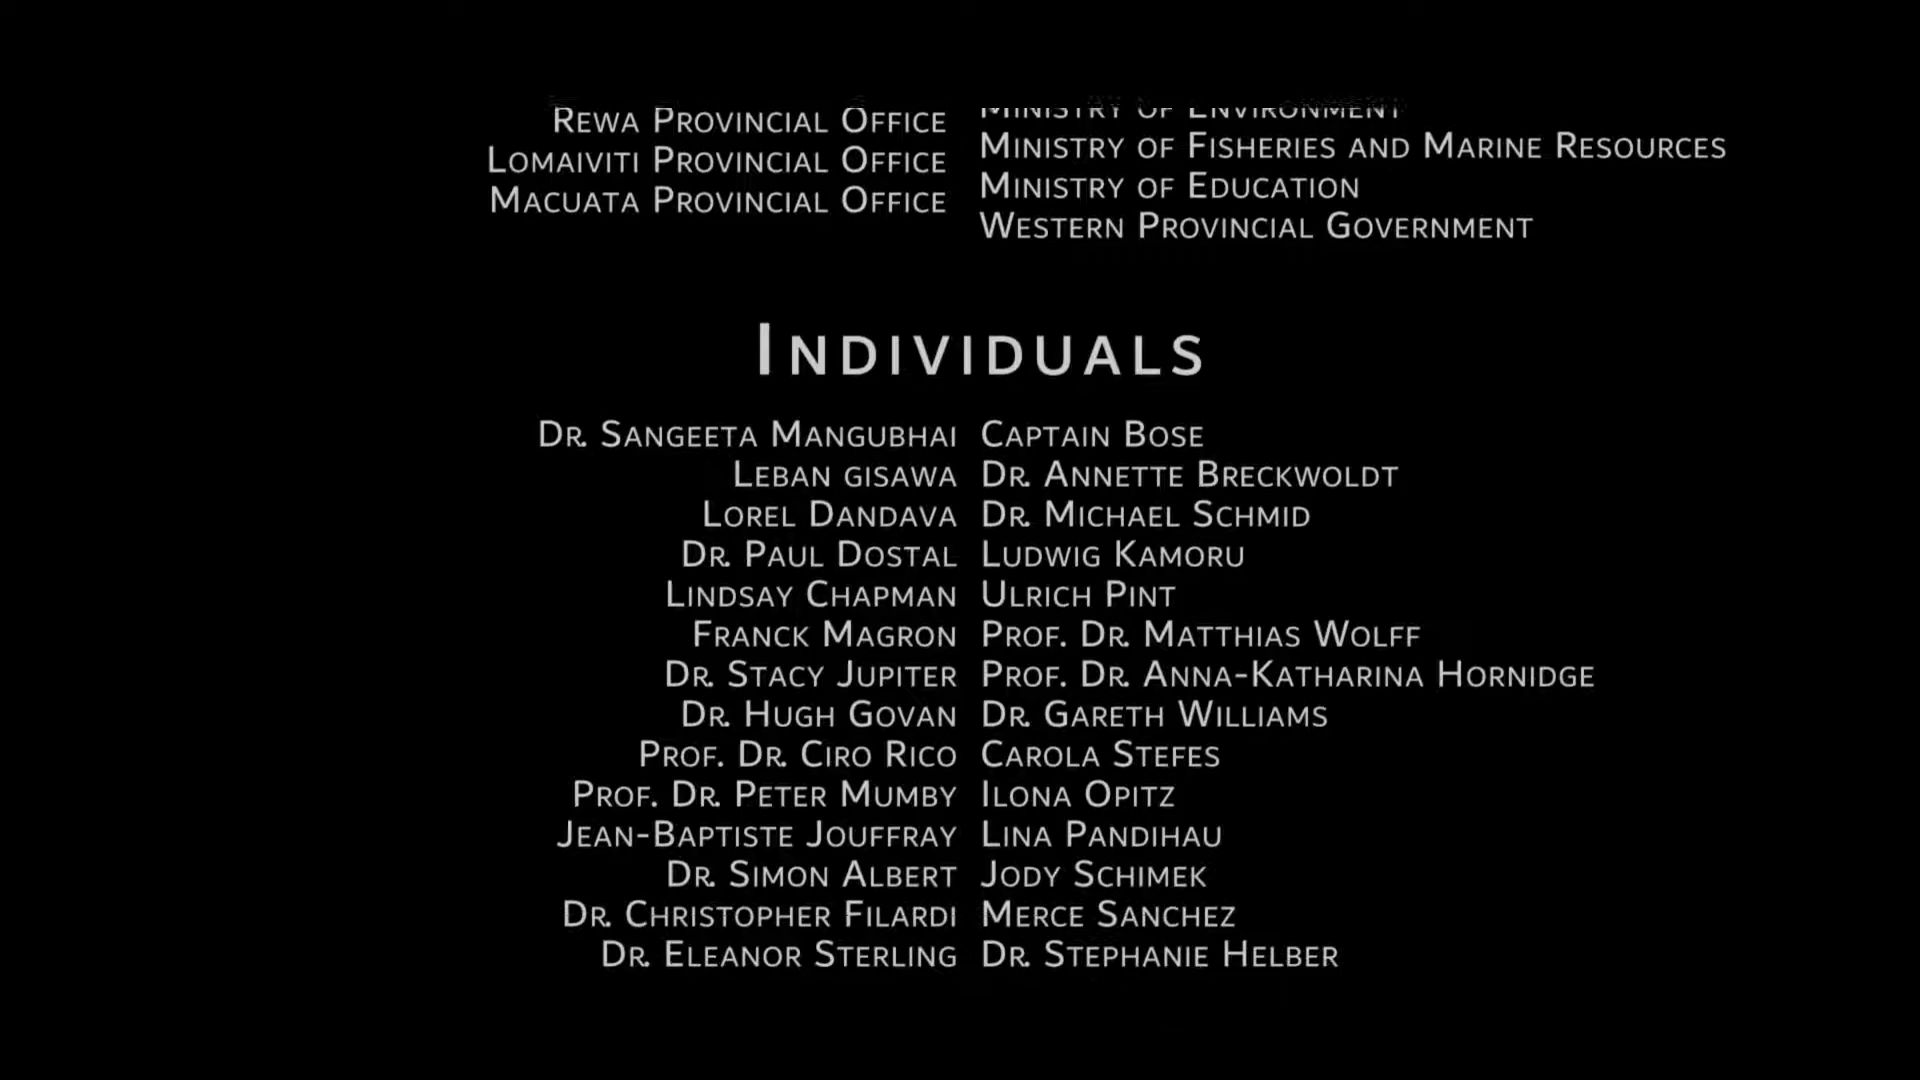 Rewa Provincial Office
Lomaiviti Provincial Office
Macuata Provincial Office
Ministry of Environment
Ministry of Fisheries and Marine Resources
Ministry of Education
Western Provincial Government
Individuals
Dr. Sangeeta Mangubhai
Leban gisawa
Lorel Dandava
Dr. Paul Dostal
Lindsay Chapman
Franck Magron
Dr. Stacy Jupiter
Dr. Hugh Govan
Prof. Dr. Ciro Rico
Prof. Dr. Peter Mumby
Jean-Baptiste Jouffray
Dr. Simon Albert
Dr. Christopher Filardi
Dr. Eleanor Sterling
Captain Bose
Dr. Annette Breckwoldt
Dr. Michael Schmid
Ludwig Kamoru
Ulrich Pint
Prof. Dr. Matthias Wolff
Prof. Dr. Anna-Katharina Hornidge
Dr. Gareth Williams
Carola Stefes
Ilona Opitz
Lina Pandihau
Jody Schimek
Merce Sanchez
Dr. Stephanie Helber